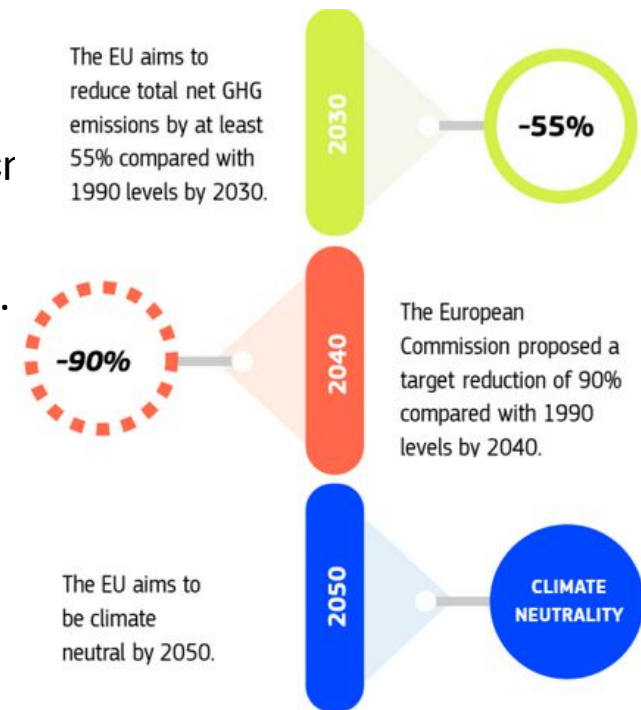 The EU aims to
reduce total net GHG
emissions by at least
55% compared with
1990 levels by 2030.
2030
-55%
-90%
2040
The European
Commission proposed a
target reduction of 90%
compared with 1990
levels by 2040.
The EU aims to
be climate
neutral by 2050.
2050
CLIMATE
NEUTRALITY